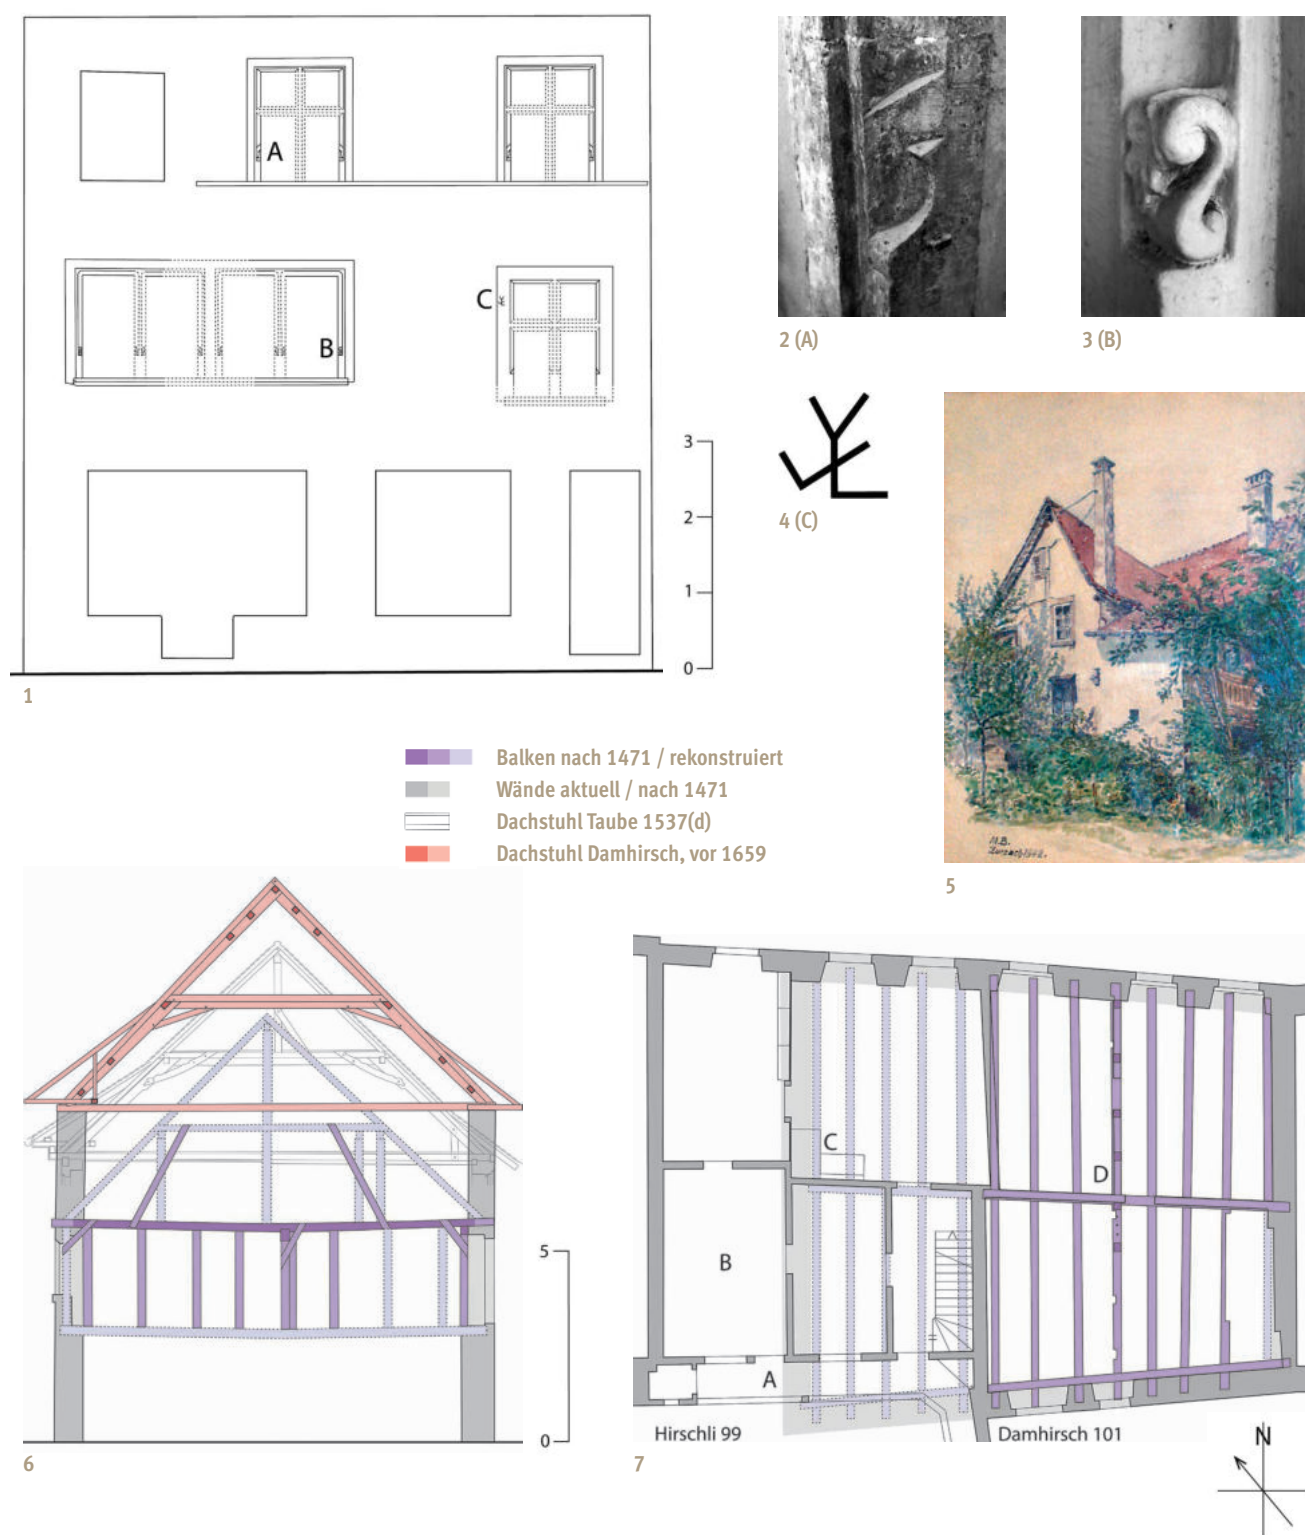 A
B
C
3
2
1
0
1
2 (A)
3 (B)
4 (C)
M.B.
5
Balken nach 1471 / rekonstruiert
Wände aktuell / nach 1471
Dachstuhl Taube 1537(d)
Dachstuhl Damhirsch, vor 1659
5
0
6
C
D
B
A
Hirschli 99
Damhirsch 101
N
7